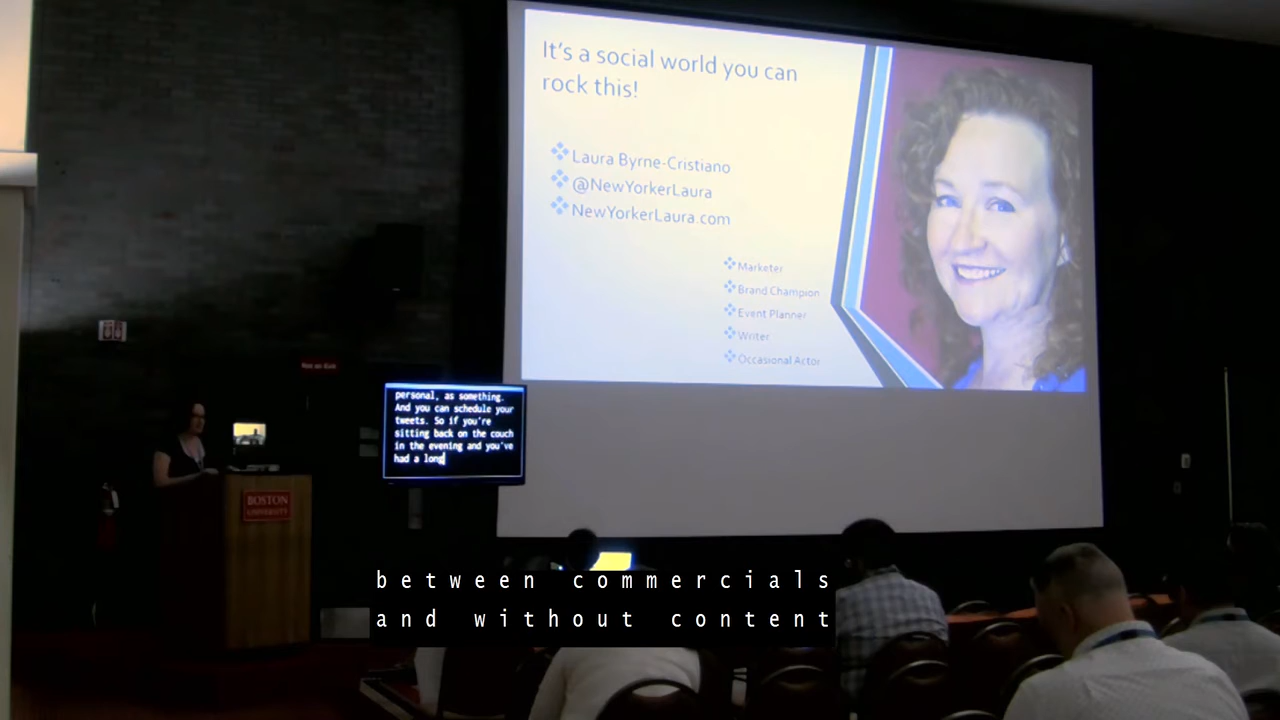 It's a social world you can
rock this!
Laura Byrne-Cristiano
@NewYorkerLaura
NewYorkerLaura.com
Marketer
Brand Champion
Event Planner
Writer
Occasional Actor
personal, as something.
And you can schedule your
tweets. So if you're
sitting back on the couch
in the evening and you've
had a long
BOSTON
UNIVERSITY
between commercials
and without content